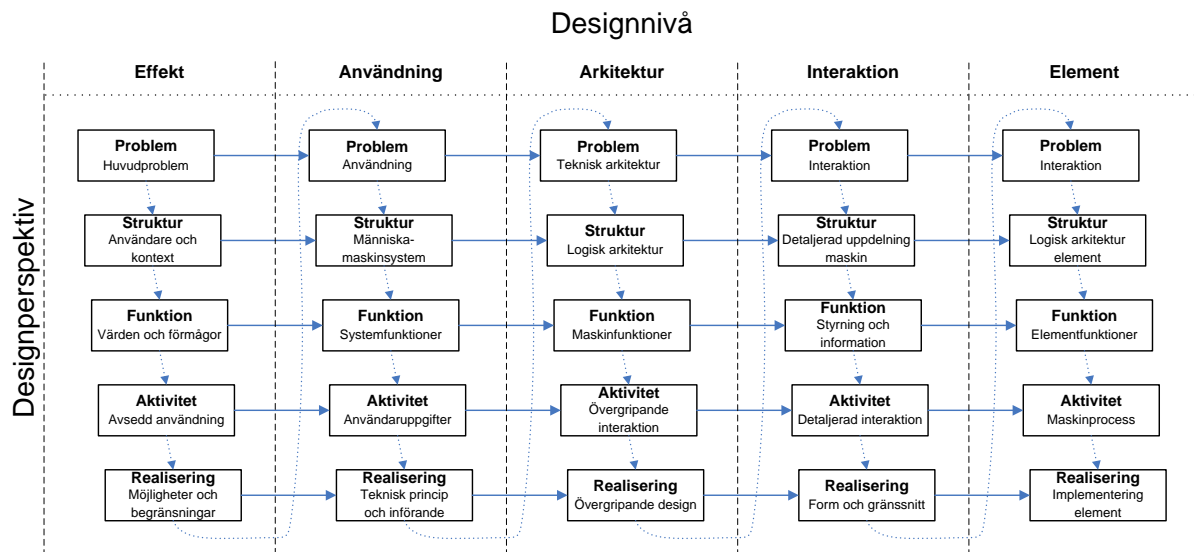 Designnivå
Effekt
Användning
Arkitektur
Interaktion
Element
Designperspektiv
Problem
Huvudproblem
Problem
Användning
Problem
Teknisk arkitektur
Problem
Interaktion
Problem
Interaktion
Struktur
Användare och
kontext
Struktur
Människa-
maskinsystem
Struktur
Logisk arkitektur
Struktur
Detaljerad uppdelning
maskin
Struktur
Logisk arkitektur
element
Funktion
Värden och förmågor
Funktion
Systemfunktioner
Funktion
Maskinfunktioner
Funktion
Styrning och
information
Funktion
Elementfunktioner
Aktivitet
Avsedd användning
Aktivitet
Användaruppgifter
Aktivitet
Övergripande
interaktion
Aktivitet
Detaljerad interaktion
Aktivitet
Maskinprocess
Realisering
Möjligheter och
begränsningar
Realisering
Teknisk princip
och införande
Realisering
Övergripande design
Realisering
Form och gränssnitt
Realisering
Implementering
element